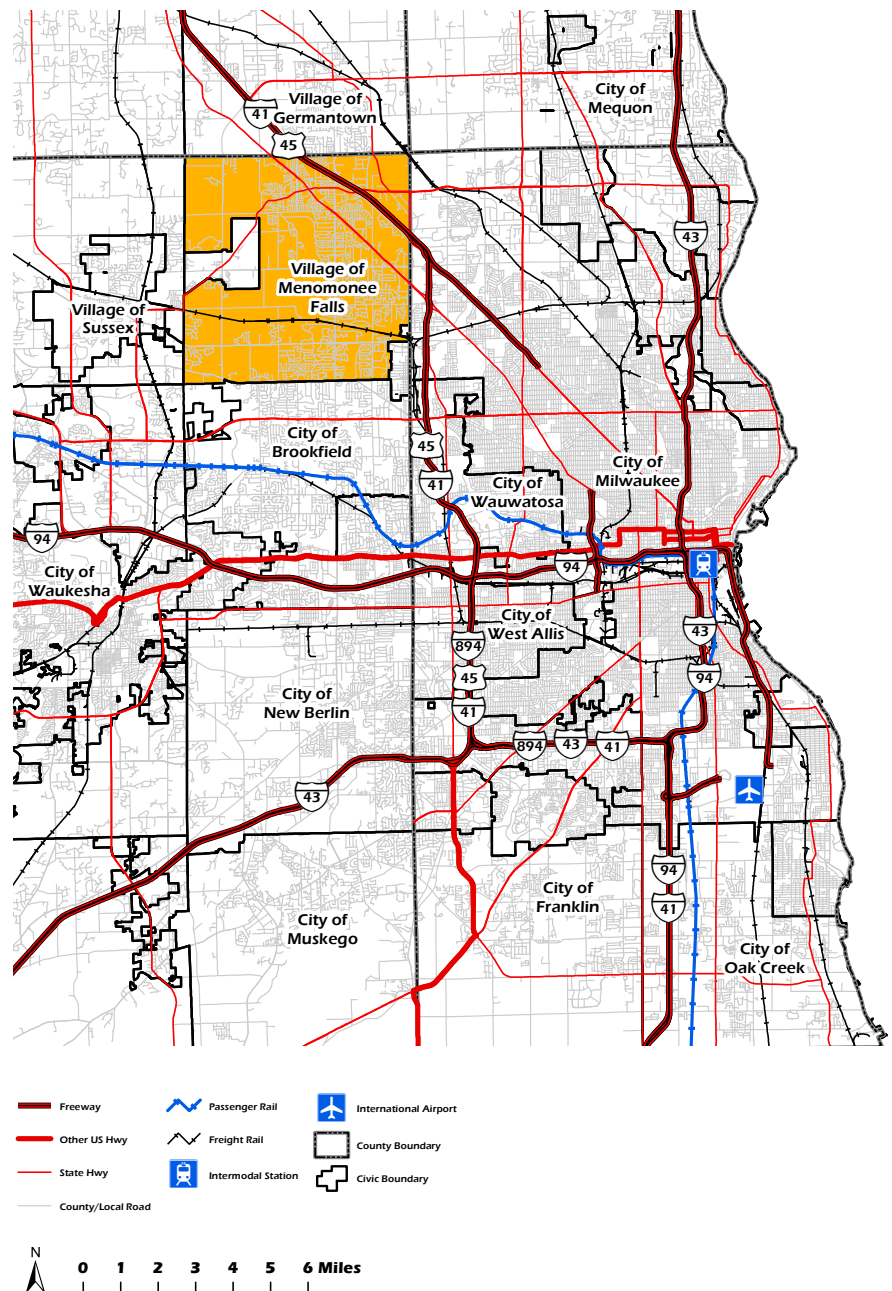 City of
Mequon
Village of
Germantown
41
45
43
Village of
Menomonee
Falls
Village of
Sussex
City of
Brookfield
45
41
City of
Wauwatosa
City of
Milwaukee
94
City of
Waukesha
94
City of
West Allis
43
894
94
45
City of
New Berlin
41
894
43
41
43
94
41
City of
Franklin
City of
Muskego
City of
Oak Creek
Freeway
Passenger Rail
International Airport
Other US Hwy
Freight Rail
County Boundary
State Hwy
Intermodal Station
Civic Boundary
County/Local Road
N
0 1 2 3 4 5 6 Miles